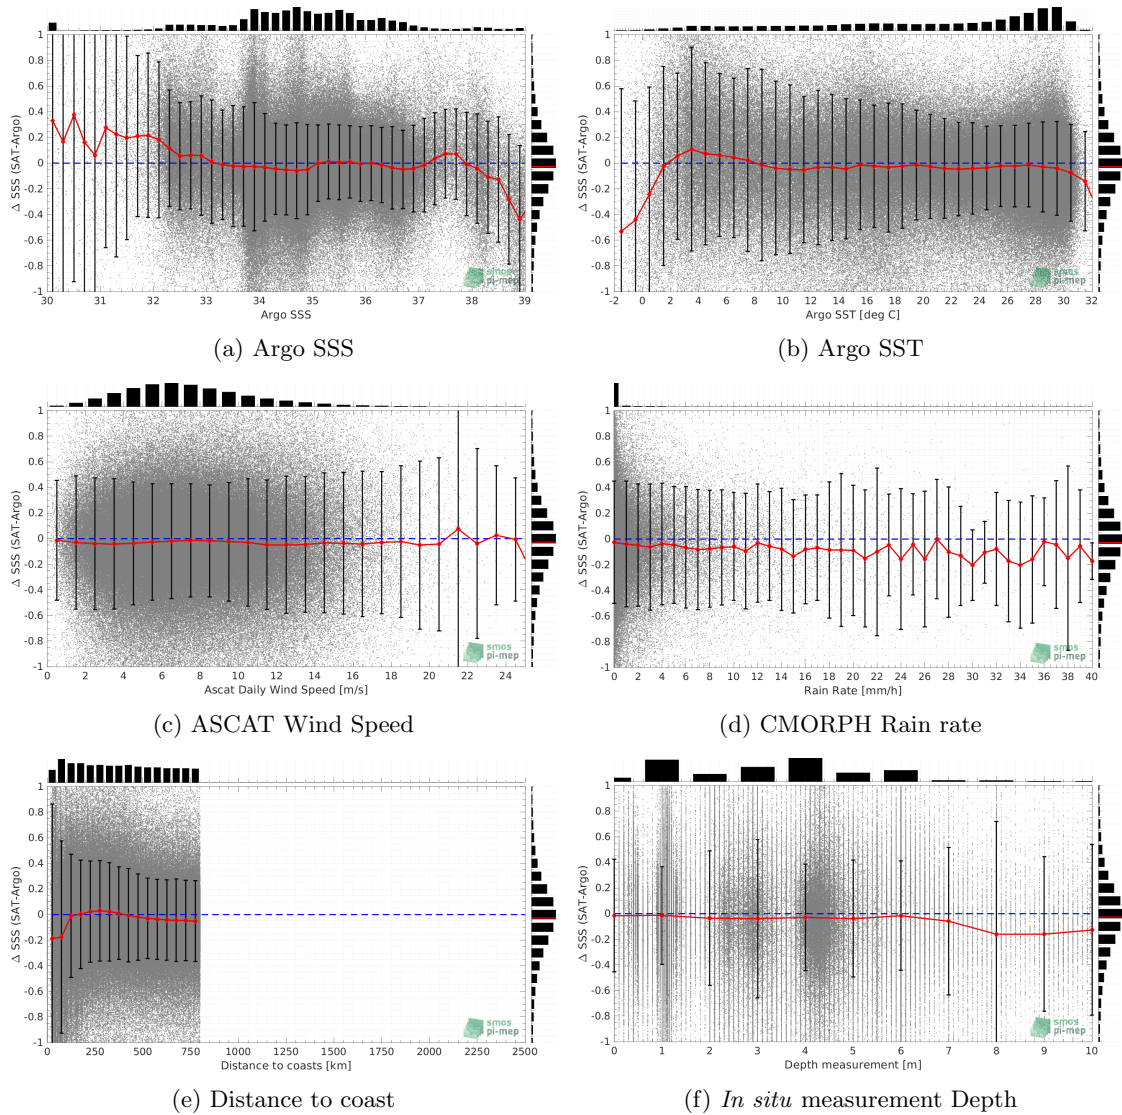 1
0.8
0.6
0.4
0.2
0
-0.2
-0.4
-0.6
-0.8
-1
Δ SSS (SAT-Argo)
smos
pi-mep
30 31 32 33 34 35 36 37 38 39
Argo SSS
(a) Argo SSS
1
0.8
0.6
0.4
0.2
0
-0.2
-0.4
-0.6
-0.8
-1
Δ SSS (SAT-Argo)
smos
pi-mep
-2 0 2 4 6 8 10 12 14 16 18 20 22 24 26 28 30 32
Argo SST [deg C]
(b) Argo SST
1
0.8
0.6
0.4
0.2
0
-0.2
-0.4
-0.6
-0.8
-1
Δ SSS (SAT-Argo)
smos
pi-mep
0 2 4 6 8 10 12 14 16 18 20 22 24
Ascat Daily Wind Speed [m/s]
(c) ASCAT Wind Speed
1
0.8
0.6
0.4
0.2
0
-0.2
-0.4
-0.6
-0.8
-1
Δ SSS (SAT-Argo)
smos
pi-mep
0 2 4 6 8 10 12 14 16 18 20 22 24 26 28 30 32 34 36 38 40
Rain Rate [mm/h]
(d) CMORPH Rain rate
1
0.8
0.6
0.4
0.2
0
-0.2
-0.4
-0.6
-0.8
-1
Δ SSS (SAT-Argo)
smos
pi-mep
0 250 500 750 1000 1250 1500 1750 2000 2250 2500
Distance to coasts [km]
(e) Distance to coast
1
0.8
0.6
0.4
0.2
0
-0.2
-0.4
-0.6
-0.8
-1
Δ SSS (SAT-Argo)
smos
pi-mep
0 1 2 3 4 5 6 7 8 9 10
Depth measurement [m]
(f) In situ measurement Depth